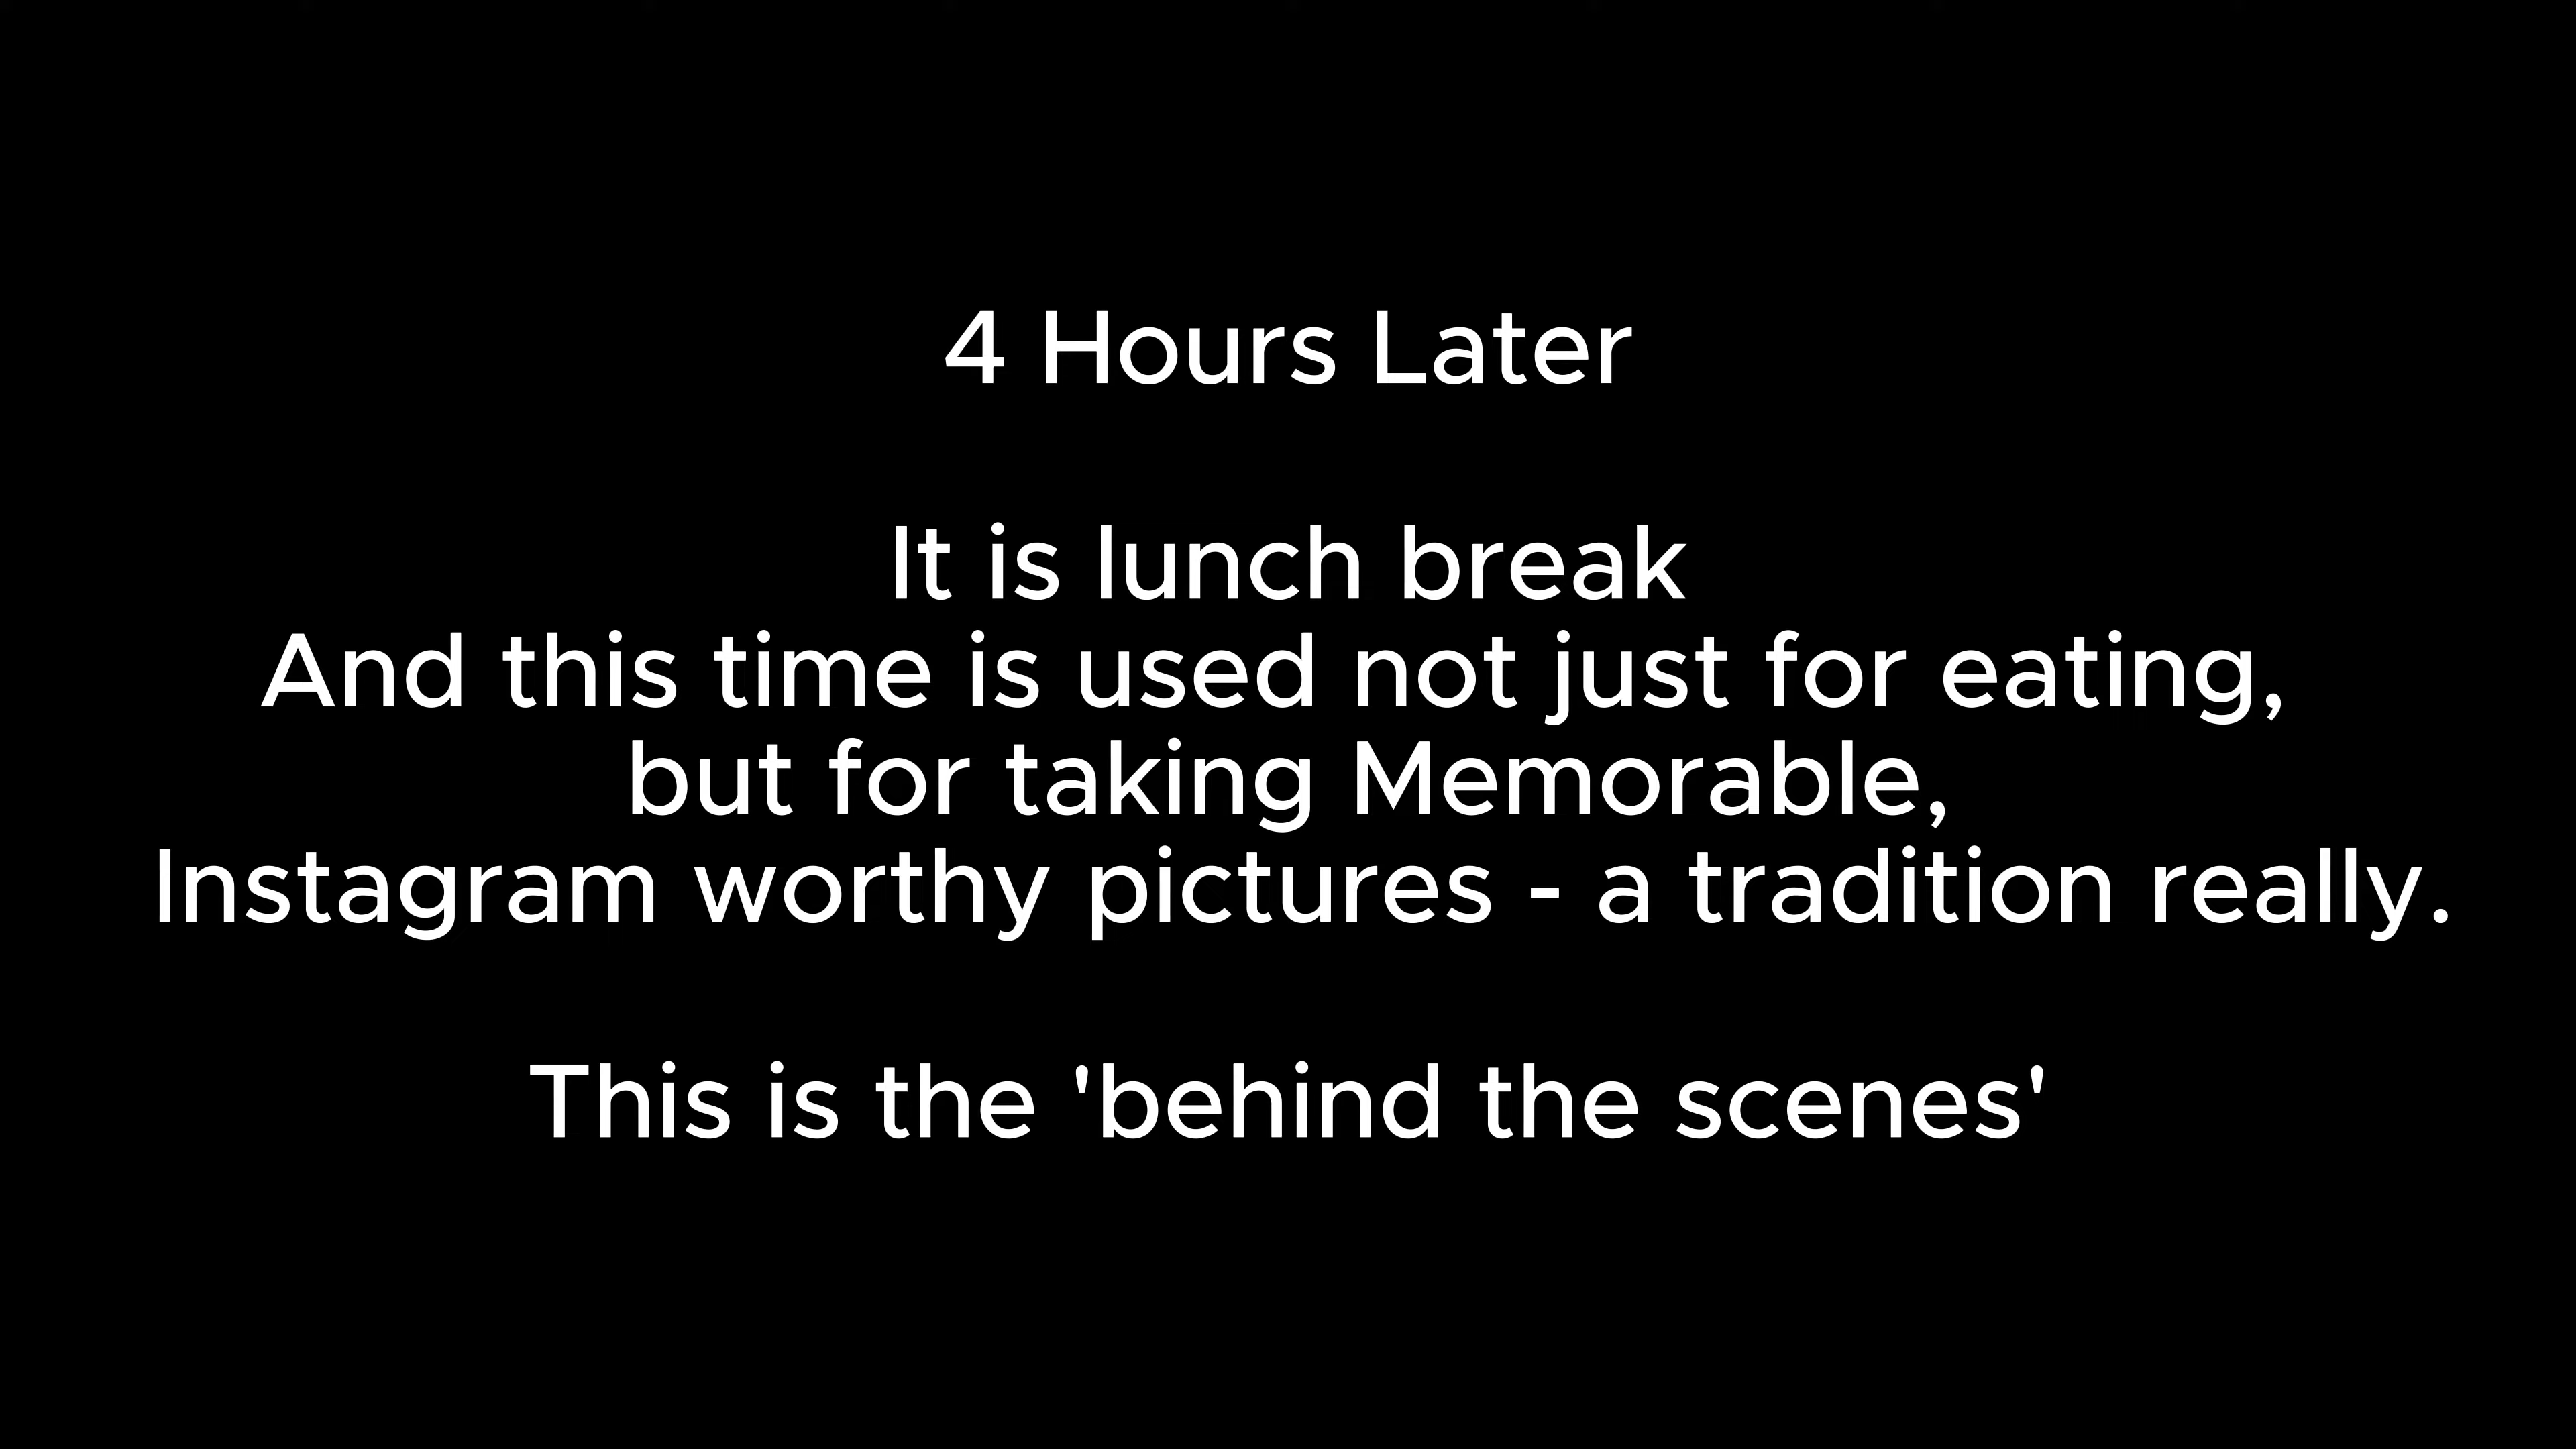 4 Hours Later
It is lunch break
And this time is used not just for eating,
but for taking Memorable,
Instagram worthy pictures - a tradition really.
This is the 'behind the scenes'